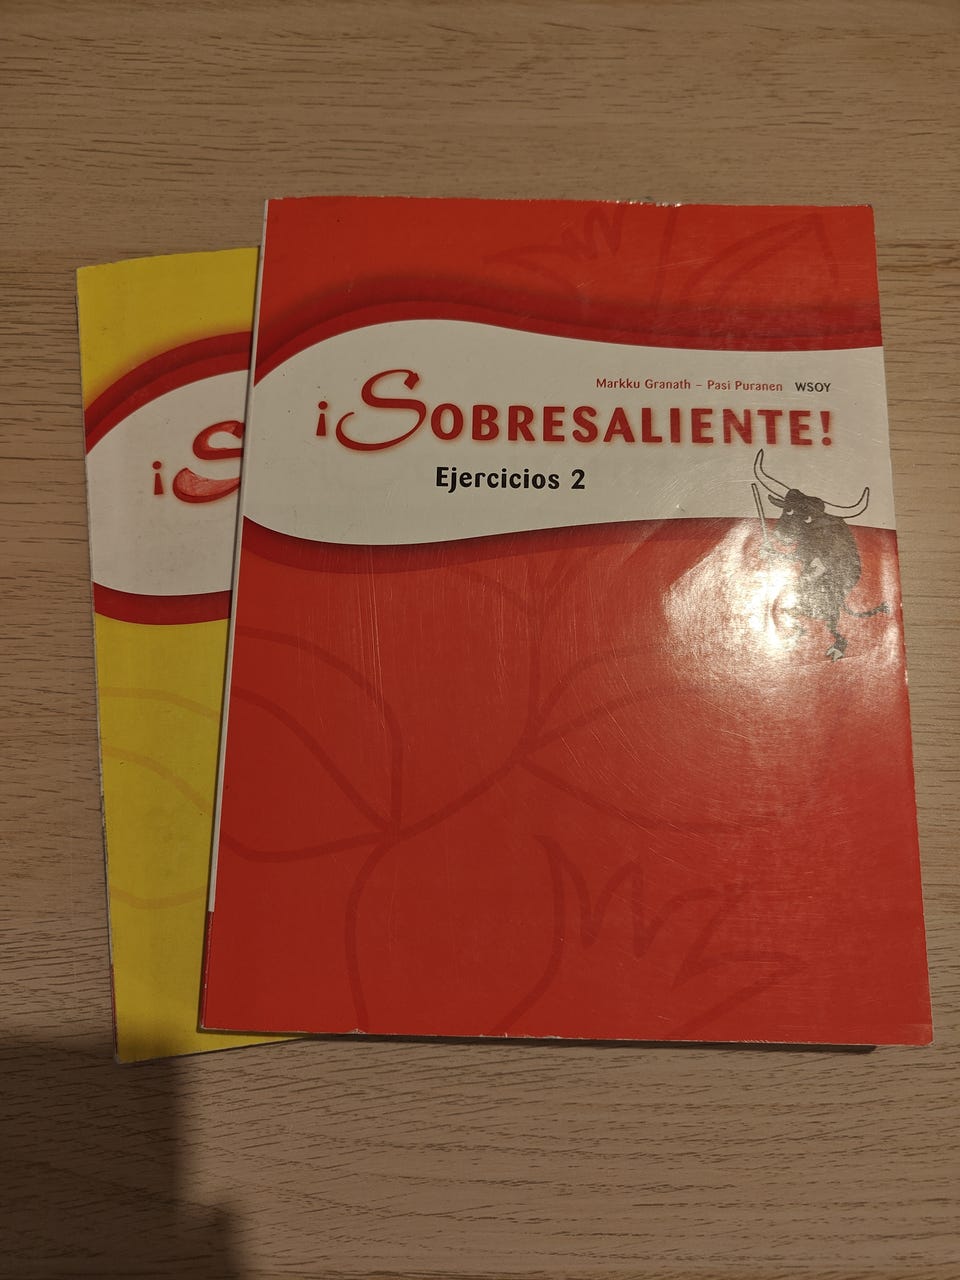 Markku Granath – Pasi Puranen WSOY
¡SOBRESALIENTE!
Ejercicios 2
¡S